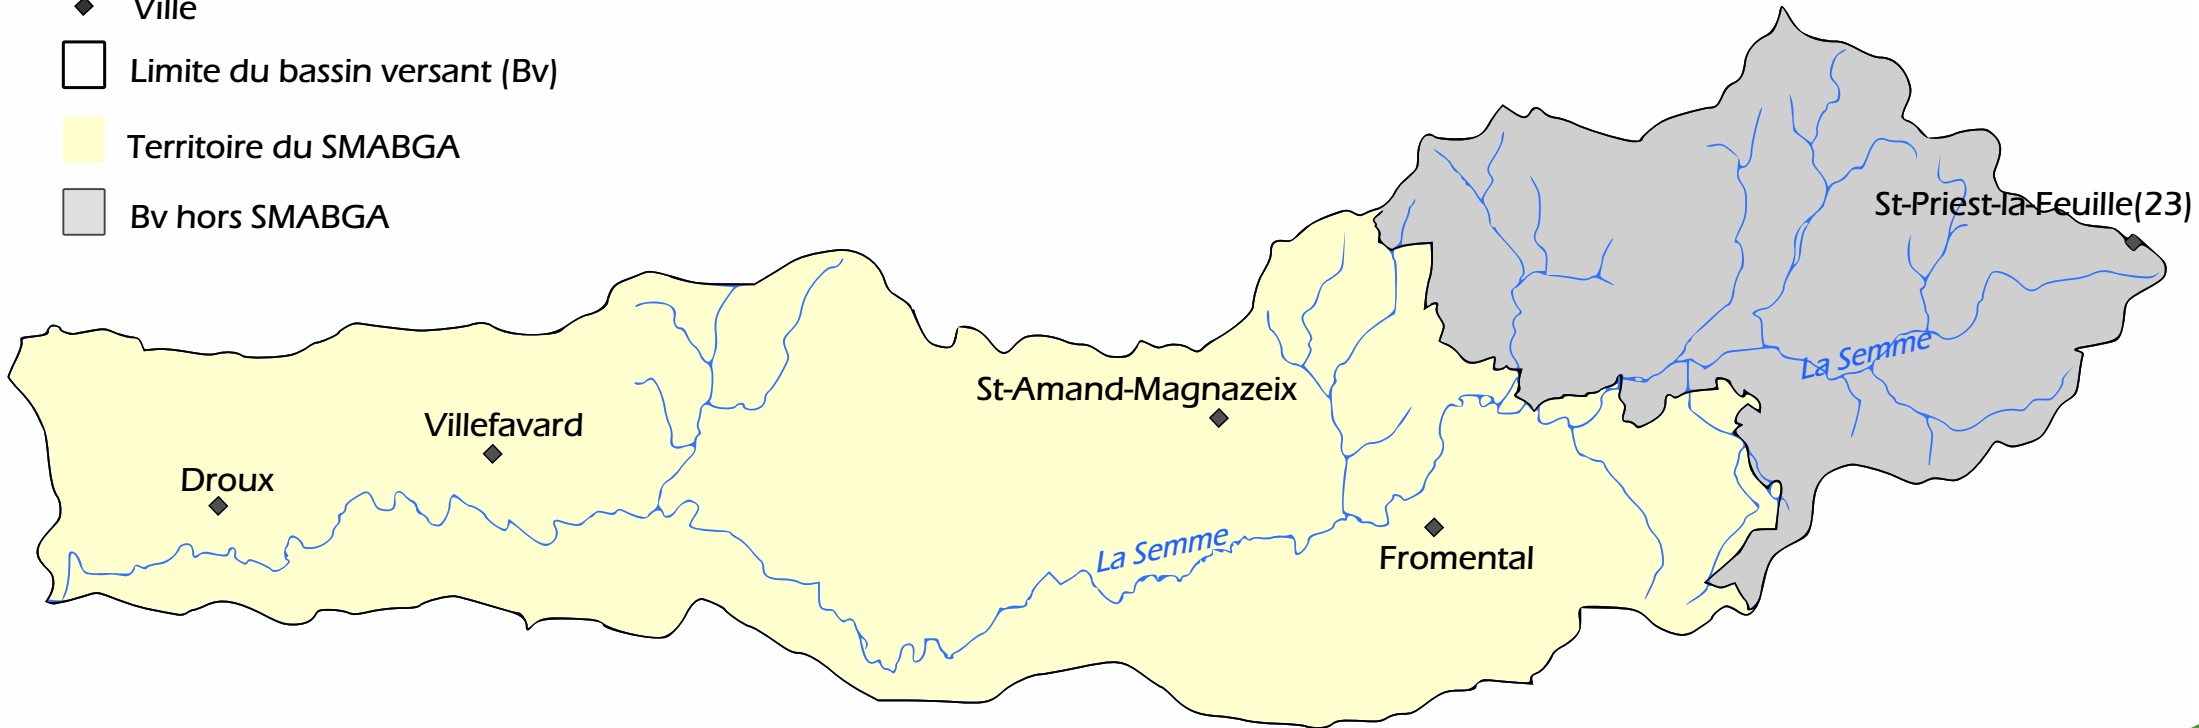 Ville
Limite du bassin versant (Bv)
Territoire du SMABGA
Bv hors SMABGA
St-Priest-la-Feuille(23)
La Semme
St-Amand-Magnazeix
Villefavard
Droux
La Semme
Fromental